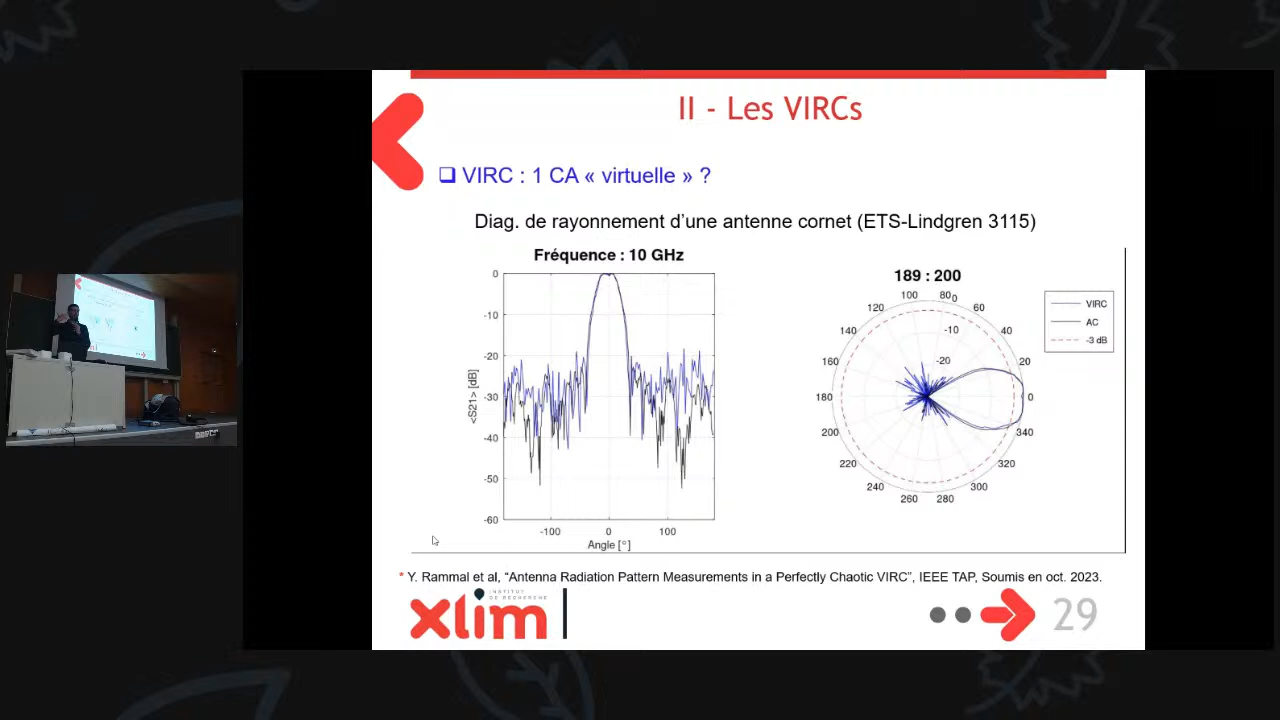 II - Les VIRCs
VIRC : 1 CA « virtuelle » ?
Diag. de rayonnement d'une antenne cornet (ETS-Lindgren 3115)
Fréquence : 10 GHz
0
-10
-20
-30
-40
-50
-60
<S21> [dB]
-100
0
100
Angle [°]
189 : 200
100
80
0
120
60
-10
140
40
-20
160
20
180
0
200
340
220
320
240
300
260
280
VIRC
AC
-3 dB
* Y. Rammal et al, “Antenna Radiation Pattern Measurements in a Perfectly Chaotic VIRC”, IEEE TAP, Soumis en oct. 2023.
INSTITUT
DE RECHERCHE
xlim
29